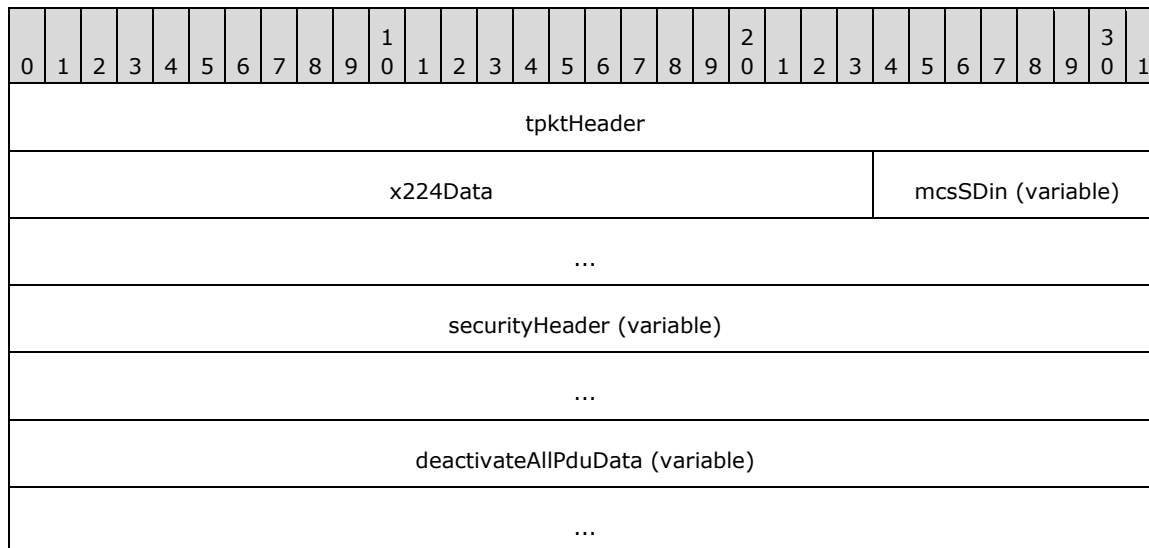 1 2 3
0 1 2 3 4 5 6 7 8 9 0 1 2 3 4 5 6 7 8 9 0 1 2 3 4 5 6 7 8 9 0 1
tpktHeader
x224Data mcsSDin (variable)
...
securityHeader (variable)
...
deactivateAllPduData (variable)
...